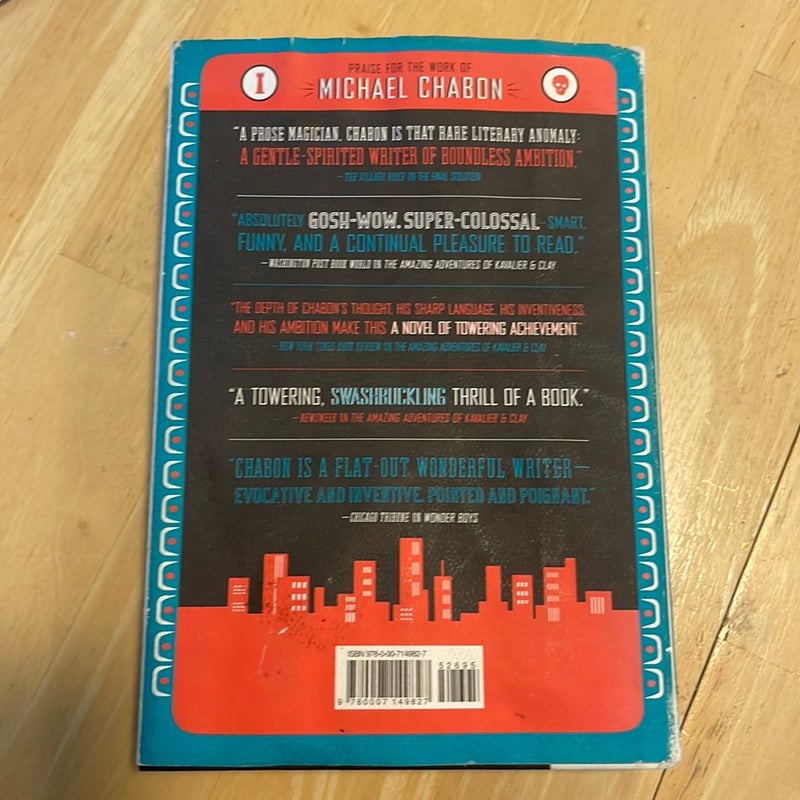 I
PRAISE FOR THE WORK OF
MICHAEL CHABON
"A PROSE MAGICIAN, CHABON IS THAT RARE LITERARY ANOMALY:
A GENTLE-SPIRITED WRITER OF BOUNDLESS AMBITION."
—THE VILLAGE VOICE ON THE FINAL SOLUTION
"ABSOLUTELY GOSH-WOW, SUPER-COLOSSAL—SMART,
FUNNY, AND A CONTINUAL PLEASURE TO READ."
—WASHINGTON POST BOOK WORLD ON THE AMAZING ADVENTURES OF KAVALIER & CLAY
"THE DEPTH OF CHABON'S THOUGHT, HIS SHARP LANGUAGE, HIS INVENTIVENESS,
AND HIS AMBITION MAKE THIS A NOVEL OF TOWERING ACHIEVEMENT."
—NEW YORK TIMES BOOK REVIEW ON THE AMAZING ADVENTURES OF KAVALIER & CLAY
"A TOWERING, SWASHBUCKLING THRILL OF A BOOK."
—NEWSWEEK ON THE AMAZING ADVENTURES OF KAVALIER & CLAY
"CHABON IS A FLAT-OUT WONDERFUL WRITER—
EVOCATIVE AND INVENTIVE, POINTED AND POIGNANT."
—CHICAGO TRIBUNE ON WONDER BOYS
ISBN 978-0-00-714982-7
52695
9 780007 149827